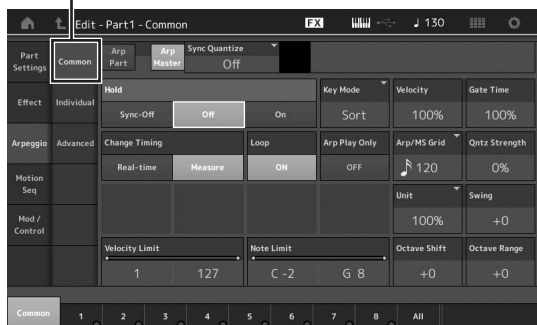 Edit - Part1 - Common
FX
130
Part Settings
Common
Arp Part
Arp Master
Sync Quantize
Off
Effect
Individual
Hold
Sync-Off
Off
On
Key Mode
Sort
Velocity
100%
Gate Time
100%
Arpeggio
Advanced
Change Timing
Real-time
Measure
Loop
ON
Arp Play Only
OFF
Arp/MS Grid
120
Qntz Strength
0%
Motion Seq
Unit
100%
Swing
+0
Mod / Control
Velocity Limit
1
127
Note Limit
C -2
G 8
Octave Shift
+0
Octave Range
+0
Common
1
2
3
4
5
6
7
8
All